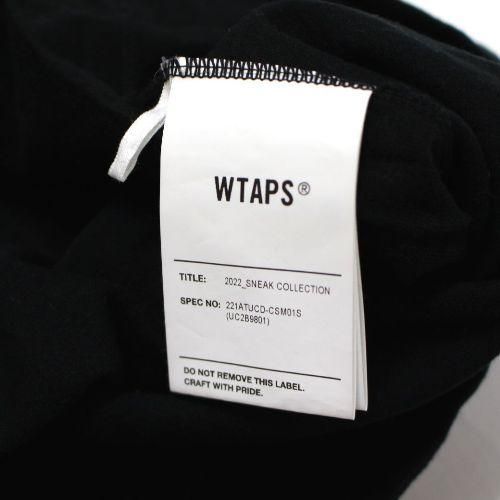 WTAPS®
TITLE: 2022_SNEAK COLLECTION
SPEC NO: 221ATUCD-CSM01S
(UC2B9801)
DO NOT REMOVE THIS LABEL.
CRAFT WITH PRIDE.